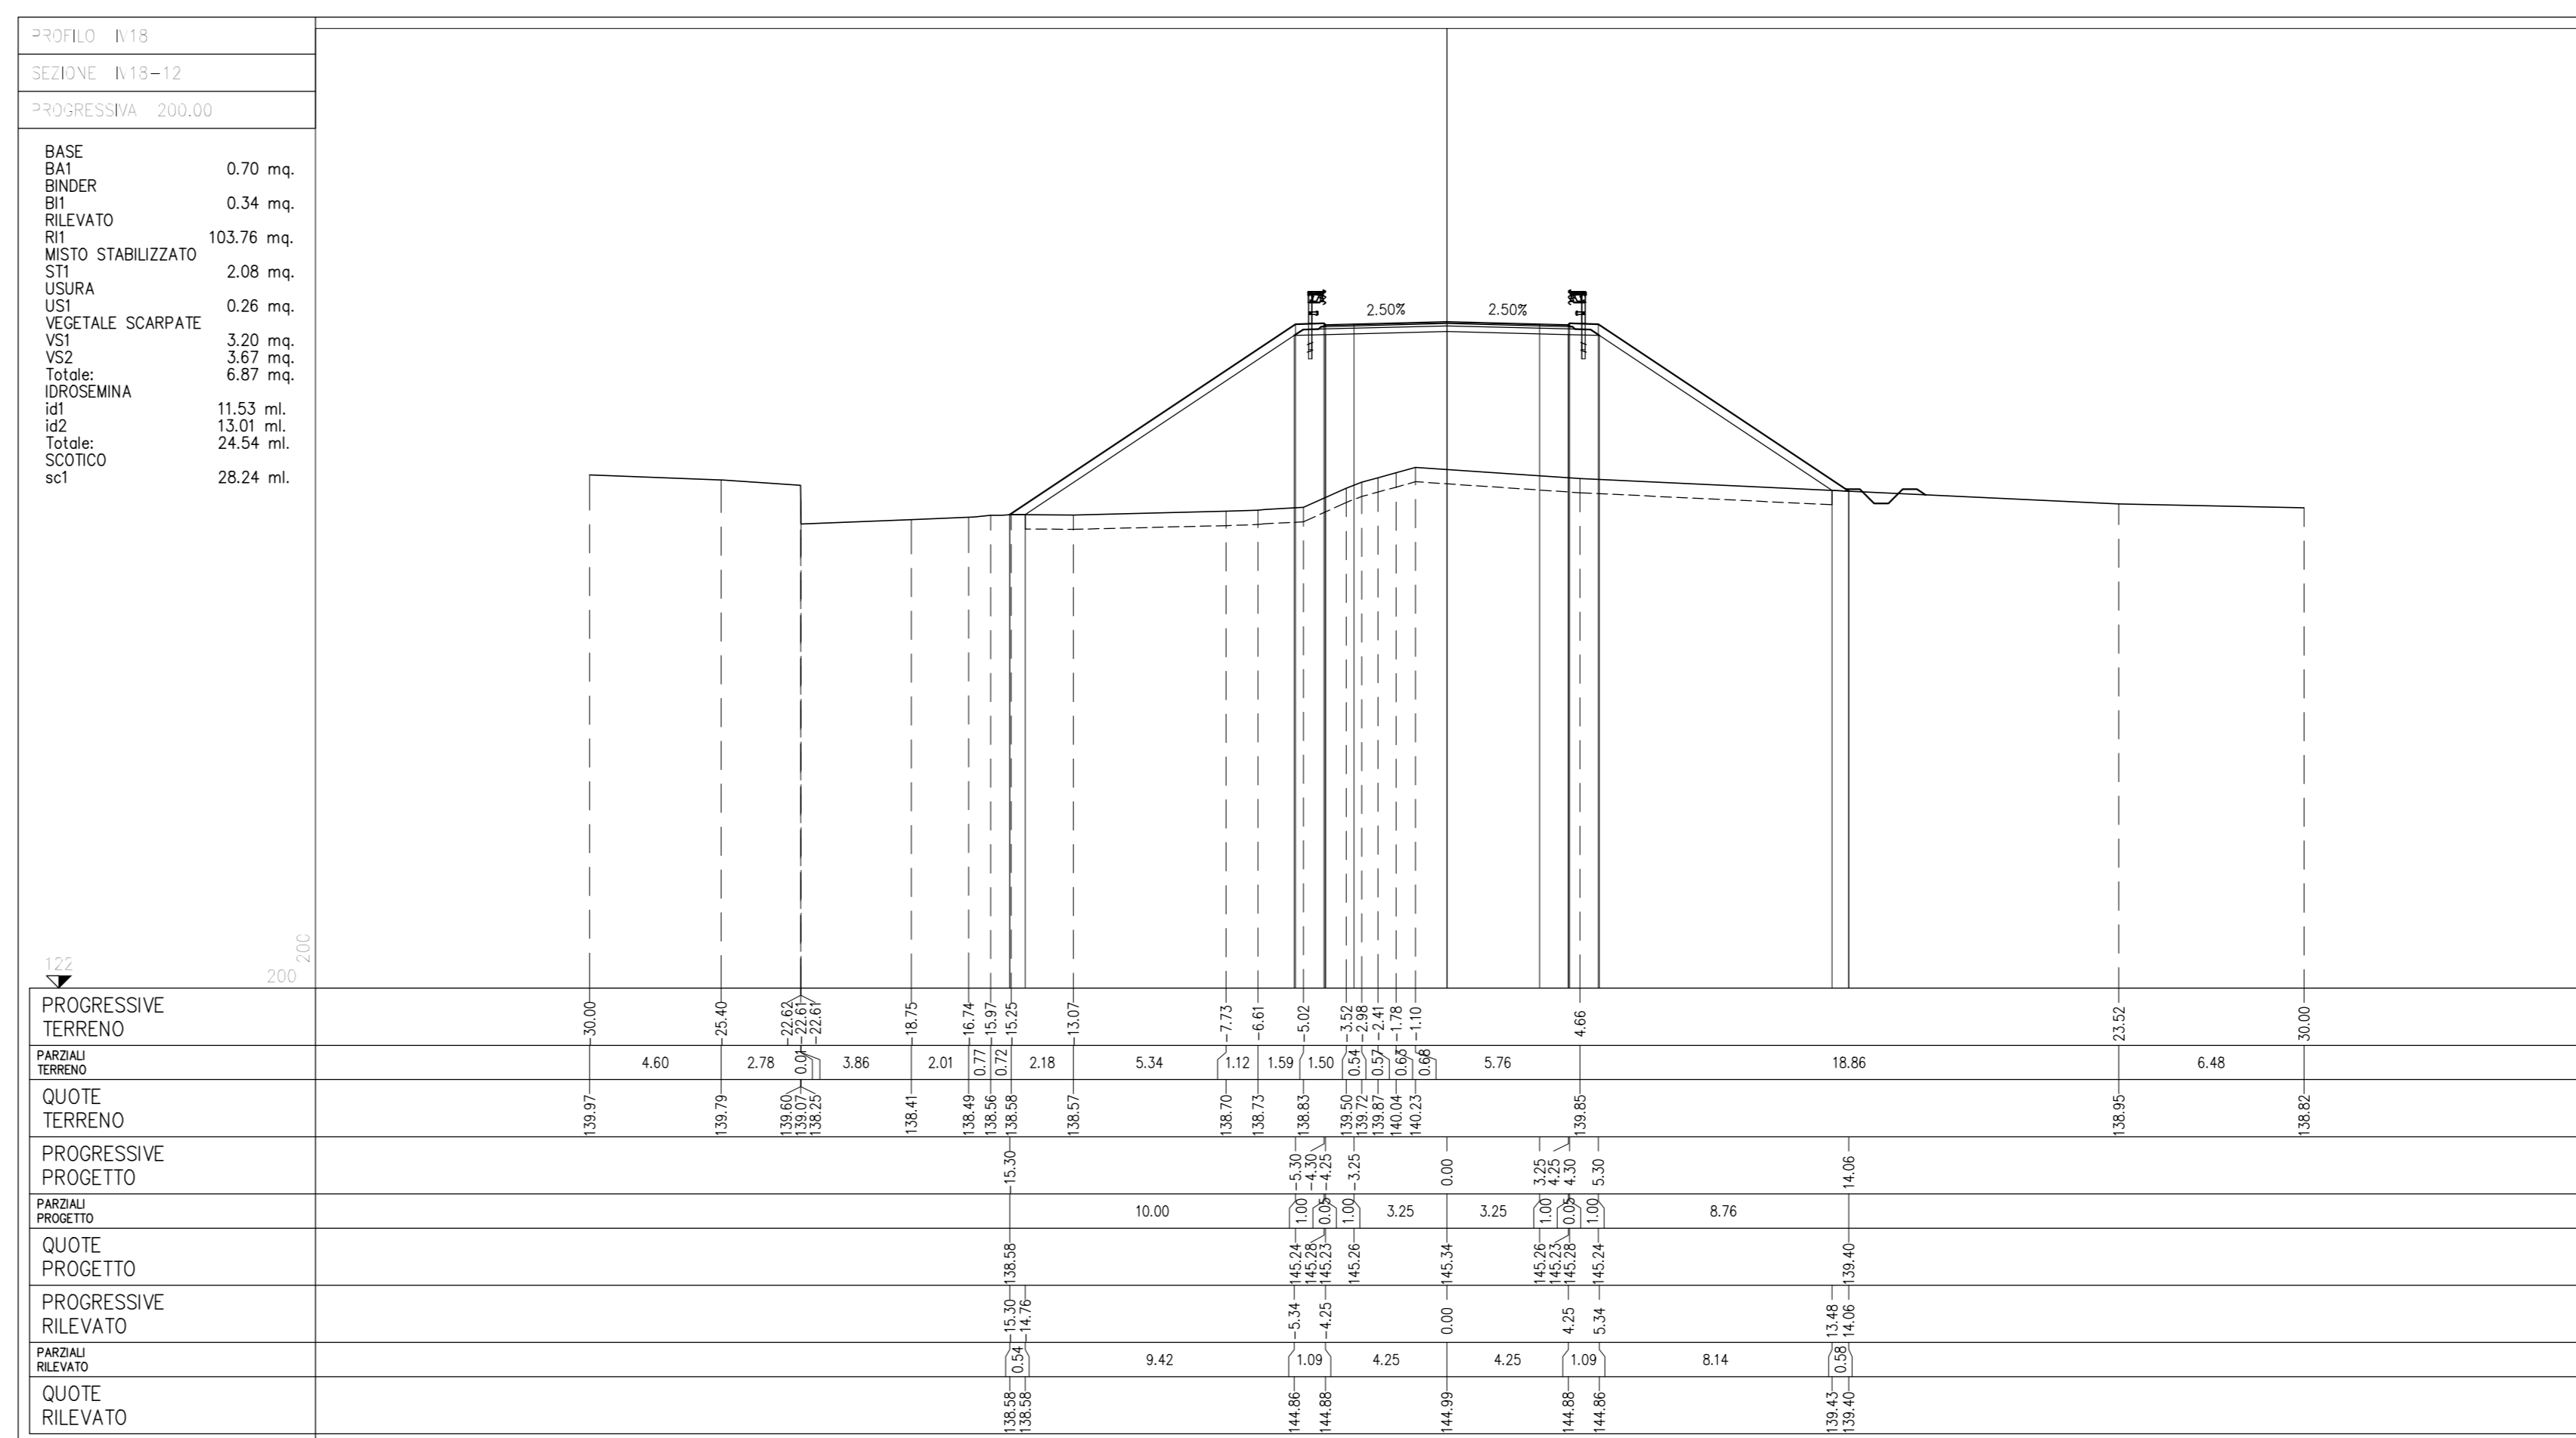 PROFILO IV18
SEZIONE IV18-12
PROGRESSIVA 200.00
BASE
BA1 0.70 mq.
BINDER
BI1 0.34 mq.
RILEVATO
RI1 103.76 mq.
MISTO STABILIZZATO
ST1 2.08 mq.
USURA
US1 0.26 mq.
VEGETALE SCARPATE
VS1 3.20 mq.
VS2 3.67 mq.
Totale: 6.87 mq.
IDROSEMINA
id1 11.53 ml.
id2 13.01 ml.
Totale: 24.54 ml.
SCOTICO
sc1 28.24 ml.
2.50% 2.50%
122 200 200
PROGRESSIVE
TERRENO
-30.00 -25.40 -22.62 -22.61 -22.61 -18.75 -16.74 -15.97 -15.25 -13.07 -7.73 -6.61 -5.02 -3.52 -2.98 -2.41 -1.78 -1.10 4.66 23.52 30.00
PARZIALI
TERRENO
4.60 2.78 0.01 3.86 2.01 0.77 0.72 2.18 5.34 1.12 1.59 1.50 0.54 0.57 0.63 0.68 5.76 18.86 6.48
QUOTE
TERRENO
139.97 139.79 139.60 139.07 138.25 138.41 138.49 138.56 138.58 138.57 138.70 138.73 138.83 139.50 139.72 139.87 140.04 140.23 139.85 138.95 138.82
PROGRESSIVE
PROGETTO
-15.30 -5.30 -4.30 -4.25 -3.25 0.00 3.25 4.25 4.30 5.30 14.06
PARZIALI
PROGETTO
10.00 1.00 0.05 1.00 3.25 3.25 1.00 0.05 1.00 8.76
QUOTE
PROGETTO
138.58 145.24 145.28 145.23 145.26 145.34 145.26 145.23 145.28 145.24 139.40
PROGRESSIVE
RILEVATO
-15.30 -14.76 -5.34 -4.25 0.00 4.25 5.34 13.48 14.06
PARZIALI
RILEVATO
0.54 9.42 1.09 4.25 4.25 1.09 8.14 0.58
QUOTE
RILEVATO
138.58 138.58 144.86 144.88 144.99 144.88 144.86 139.43 139.40